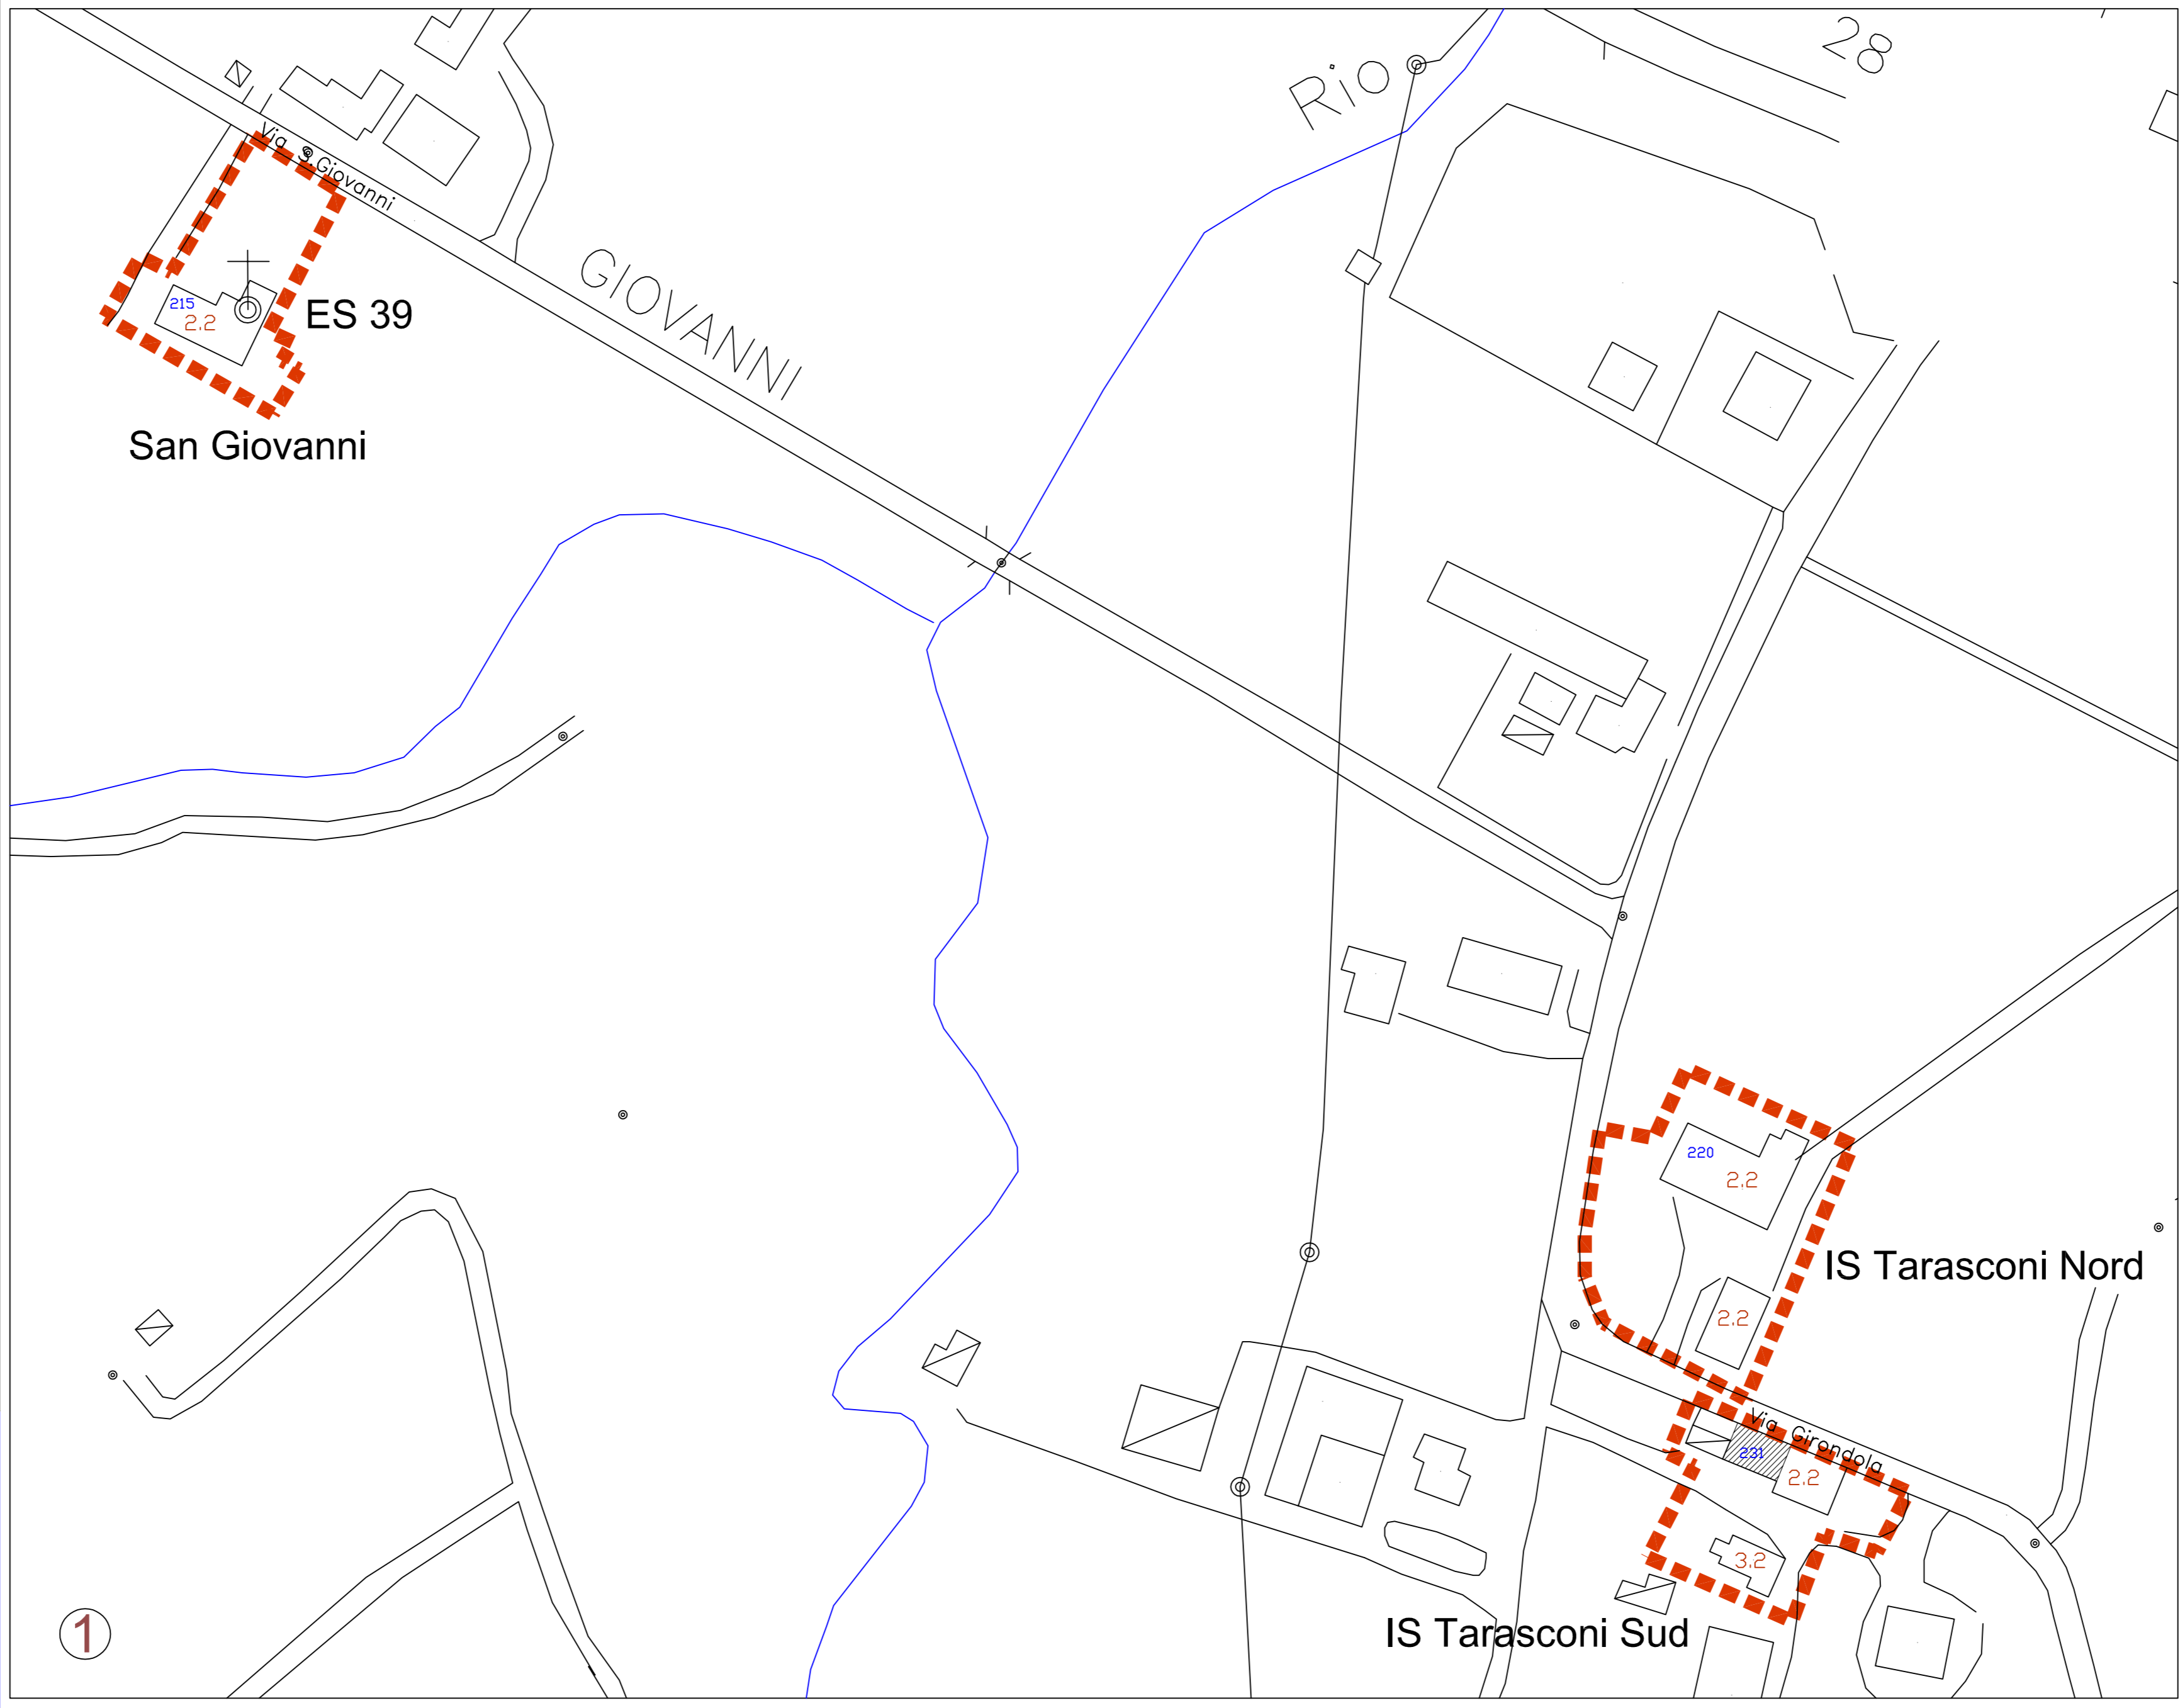 28
Rio
Via S.Giovanni
GIOVANNI
215
2.2
ES 39
San Giovanni
220
2.2
IS Tarasconi Nord
2.2
Via Girondola
231
2.2
3.2
IS Tarasconi Sud
1